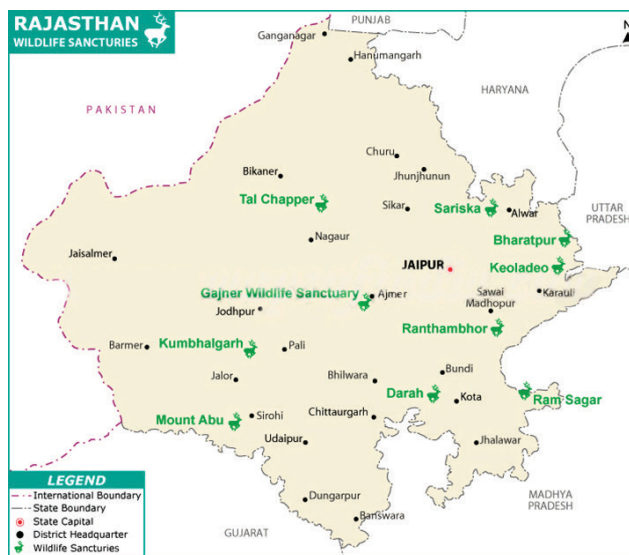 RAJASTHAN
WILDLIFE SANCTURIES
PUNJAB
N
Ganganagar
Hanumangarh
HARYANA
PAKISTAN
Churu
Jhunjhunun
Bikaner
Tal Chapper
Sikar
Sariska
Alwar
UTTAR
PRADESH
Nagaur
Bharatpur
Jaisalmer
JAIPUR
Keoladeo
Gajner Wildlife Sanctuary
Ajmer
Sawai
Madhopur
Karauli
Jodhpur
Ranthambhor
Barmer
Kumbhalgarh
Pali
Jalor
Bhilwara
Bundi
Darah
Kota
Ram Sagar
Mount Abu
Sirohi
Chittaurgarh
Udaipur
Jhalawar
LEGEND
International Boundary
State Boundary
State Capital
District Headquarter
Wildlife Sancturies
Dungarpur
Banswara
GUJARAT
MADHYA
PRADESH